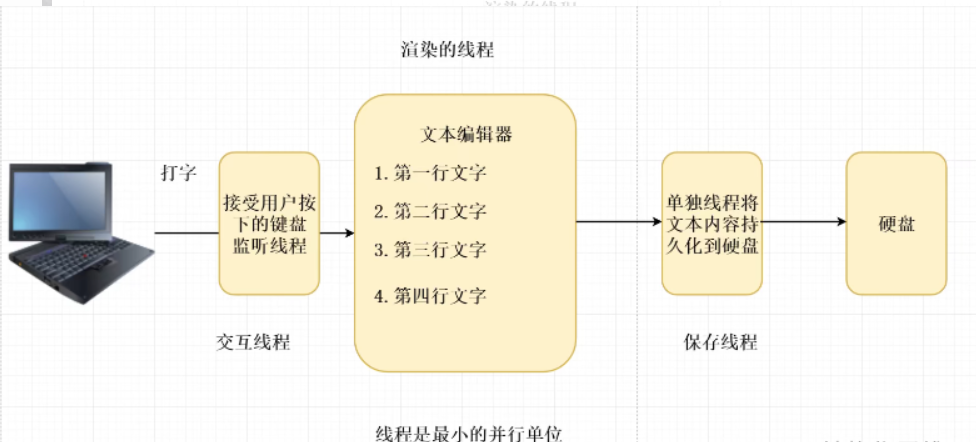 渲染的线程
文本编辑器
打字
1. 第一行文字
2. 第二行文字
3. 第三行文字
4. 第四行文字
接受用户按
下的键盘
监听线程
单独线程将
文本内容持
久化到硬盘
硬盘
交互线程
保存线程
线程是最小的并行单位